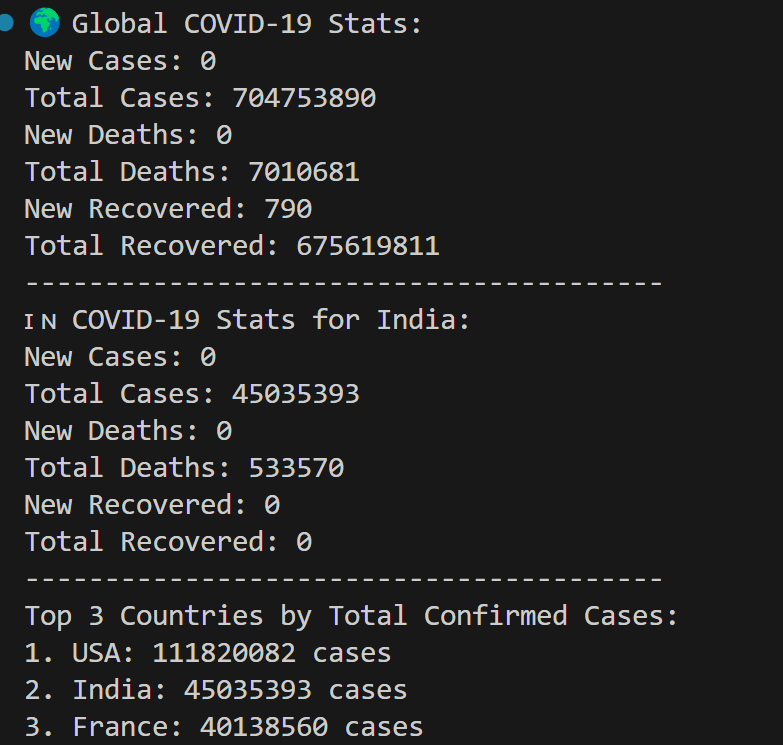 🌍 Global COVID-19 Stats:
New Cases: 0
Total Cases: 704753890
New Deaths: 0
Total Deaths: 7010681
New Recovered: 790
Total Recovered: 675619811
----------------------------------------
🇮🇳 COVID-19 Stats for India:
New Cases: 0
Total Cases: 45035393
New Deaths: 0
Total Deaths: 533570
New Recovered: 0
Total Recovered: 0
----------------------------------------
Top 3 Countries by Total Confirmed Cases:
1. USA: 111820082 cases
2. India: 45035393 cases
3. France: 40138560 cases